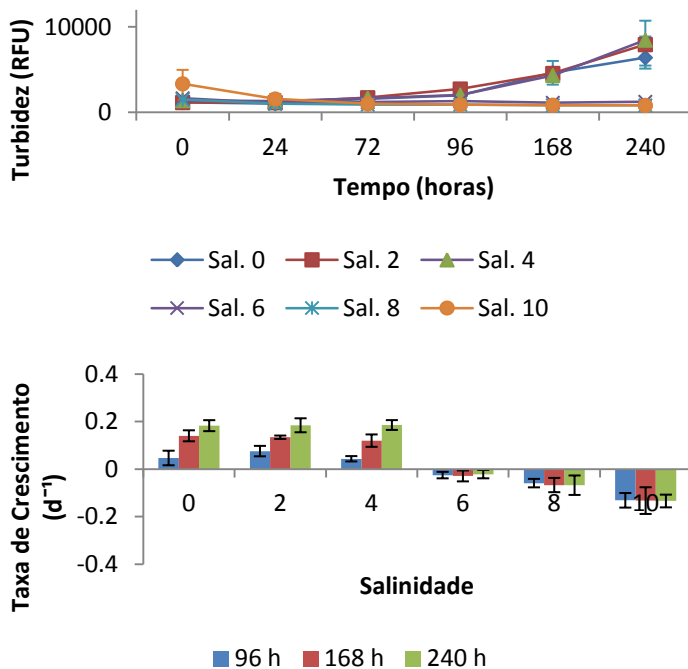 10000
0
Turbidez (RFU)
0 24 72 96 168 240
Tempo (horas)
Sal. 0 Sal. 2 Sal. 4
Sal. 6 Sal. 8 Sal. 10
0.4
0.2
0
-0.2
-0.4
Taxa de Crescimento
(d⁻¹)
0 2 4 6 8 10
Salinidade
96 h 168 h 240 h